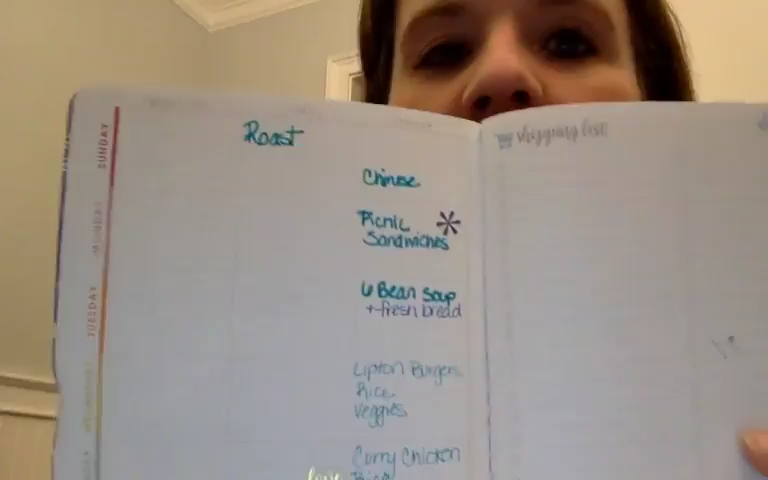 SUNDAY
Roast
shopping list
MONDAY
Chinese
Picnic *
Sandwiches
TUESDAY
6 Bean Soup
+ fresh bread
Lipton Burgers
Rice
Veggies
Curry Chicken